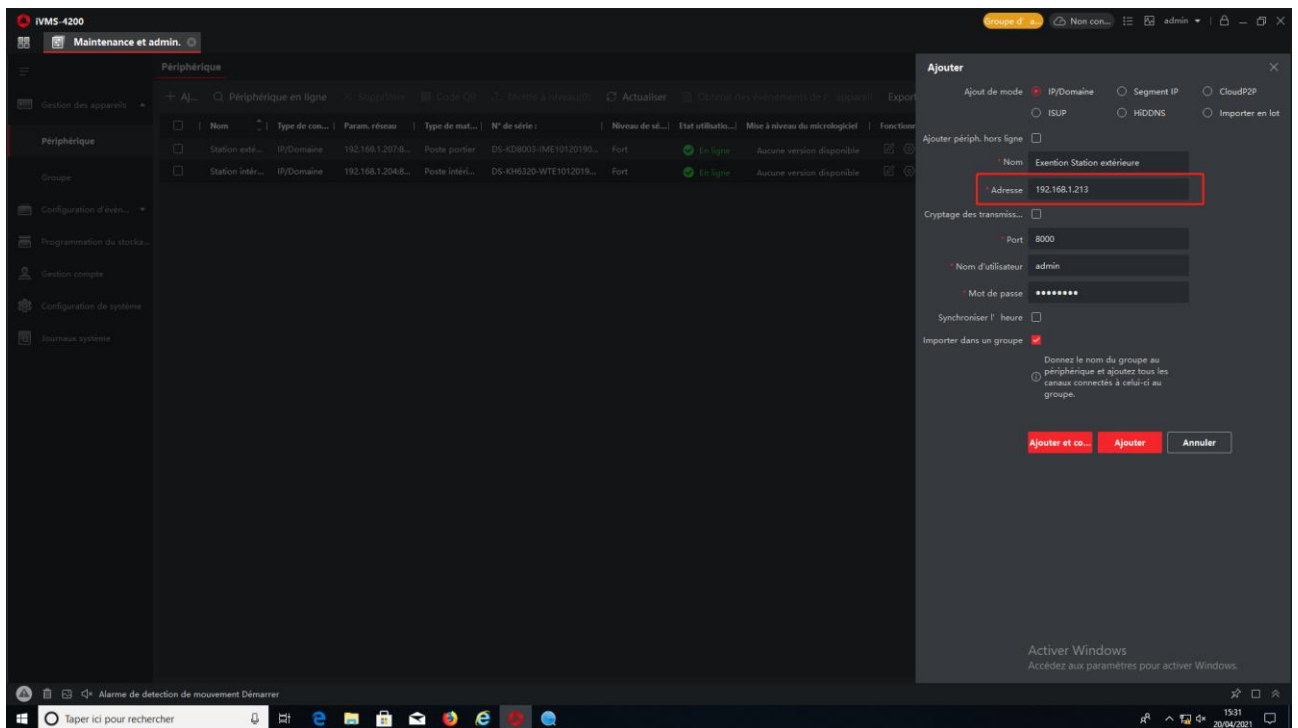 iVMS-4200
Groupe d' a...
Non con...
admin
Maintenance et admin.
Périphérique
+ Aj...
Périphérique en ligne
Supprimer
Code QR
Actualiser
Export
Nom
Type de con...
Param. réseau
Type de mat...
N° de série :
Niveau de sé...
Etat utilisatio...
Mise à niveau du micrologiciel
Fonctionn
Station exté... IP/Domaine 192.168.1.207:8... Poste portier DS-KD8003-IME10120190... Fort En ligne Aucune version disponible
Station intér... IP/Domaine 192.168.1.204:8... Poste intéri... DS-KH6320-WTE1012019... Fort En ligne Aucune version disponible
Gestion des appareils
Périphérique
Groupe
Configuration d'évén...
Programmation du stocka...
Gestion compte
Configuration de système
Journaux système
Ajouter
Ajout de mode IP/Domaine Segment IP CloudP2P
ISUP HiDDNS Importer en lot
Ajouter périph. hors ligne
* Nom Exention Station extérieure
* Adresse 192.168.1.213
Cryptage des transmiss...
* Port 8000
* Nom d'utilisateur admin
* Mot de passe ••••••••
Synchroniser l' heure
Importer dans un groupe
Donnez le nom du groupe au
périphérique et ajoutez tous les
canaux connectés à celui-ci au
groupe.
Ajouter et co... Ajouter Annuler
Activer Windows
Accédez aux paramètres pour activer Windows.
Alarme de detection de mouvement Démarrer
Taper ici pour rechercher
15:31
20/04/2021